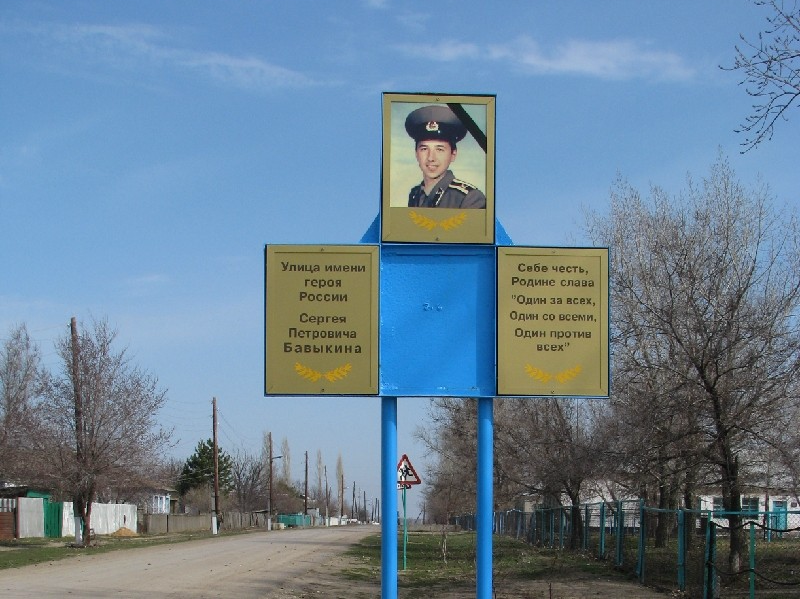 Улица имени
героя
России
Сергея
Петровича
Бавыкина
Себе честь,
Родине слава
"Один за всех,
Один со всеми,
Один против
всех"